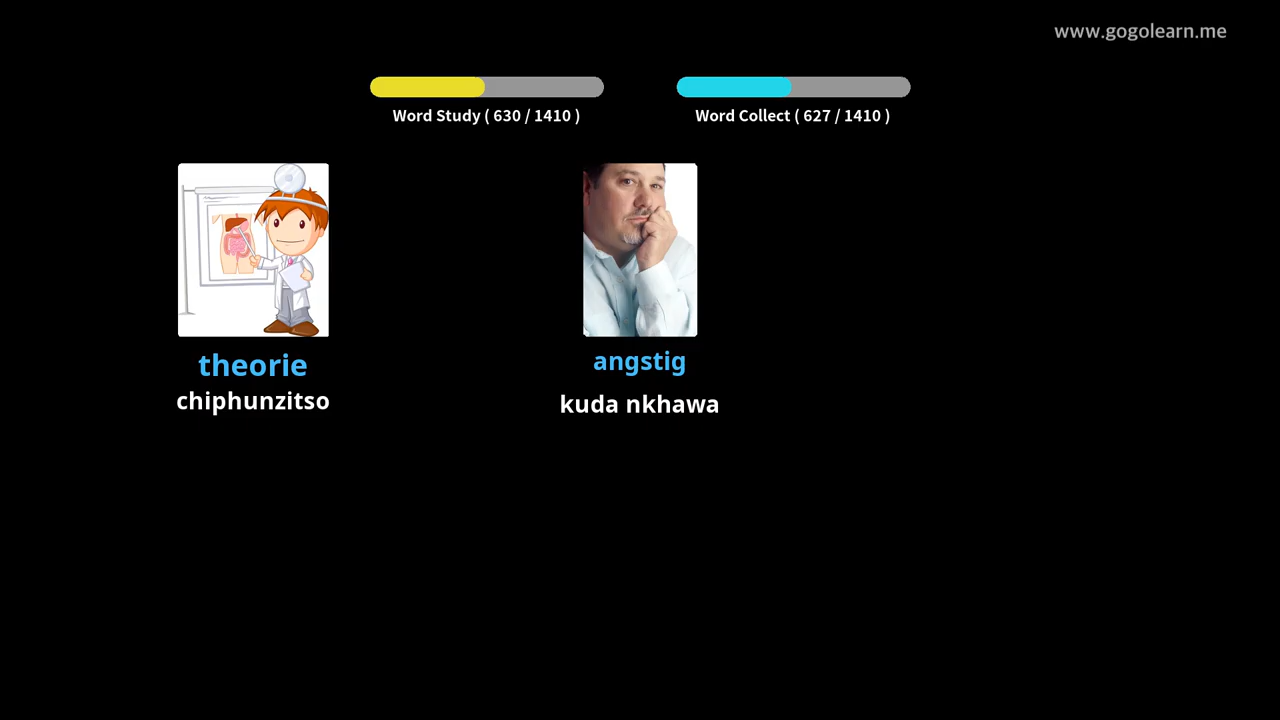 www.gogolearn.me
Word Study ( 630 / 1410 )
Word Collect ( 627 / 1410 )
theorie
chiphunzitso
angstig
kuda nkhawa